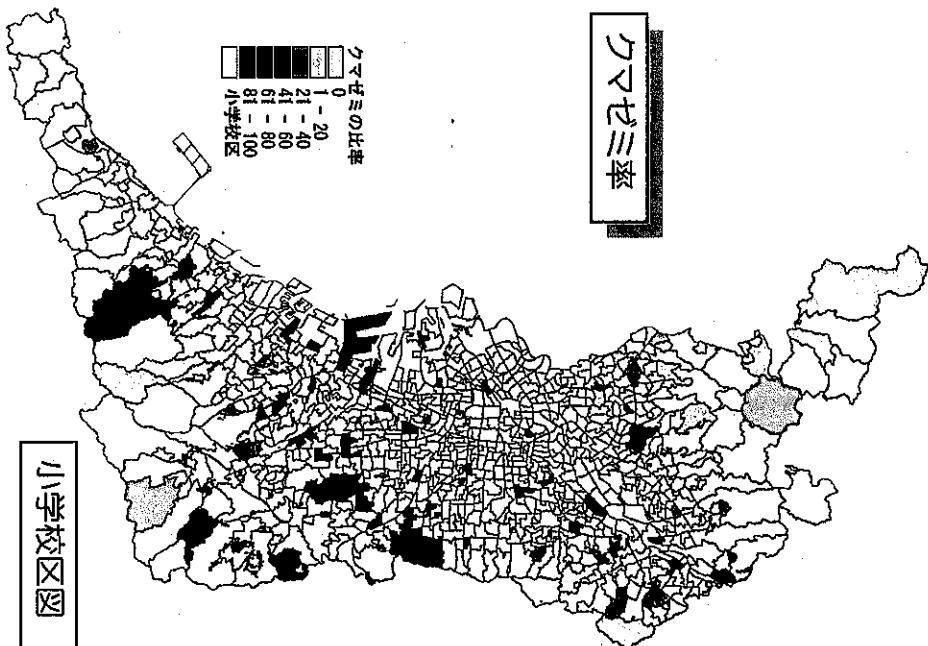 クマゼミ率
クマゼミの比率
0
1 - 20
21 - 40
41 - 60
61 - 80
81 - 100
小学校区
小学校区図